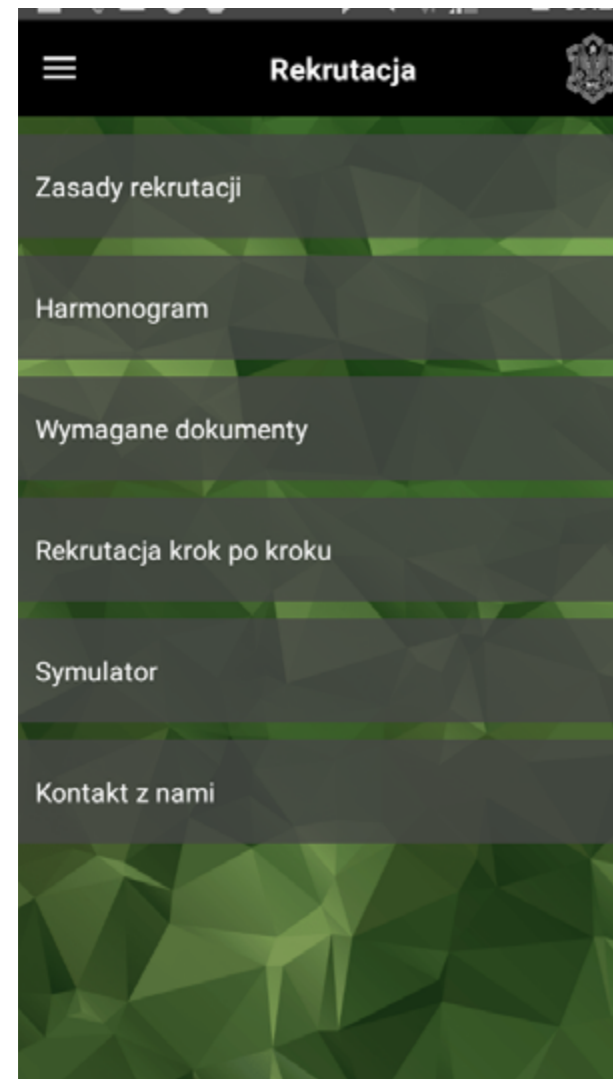 Rekrutacja
Zasady rekrutacji
Harmonogram
Wymagane dokumenty
Rekrutacja krok po kroku
Symulator
Kontakt z nami